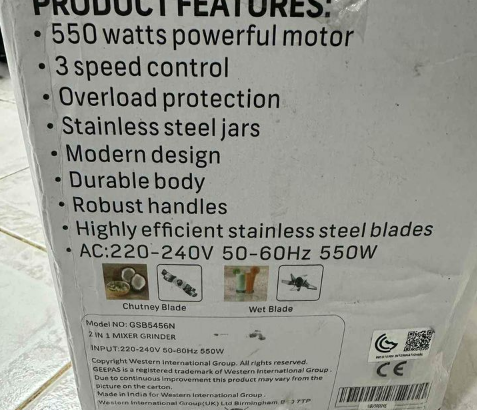 PRODUCT FEATURES:
• 550 watts powerful motor
• 3 speed control
• Overload protection
• Stainless steel jars
• Modern design
• Durable body
• Robust handles
• Highly efficient stainless steel blades
• AC:220-240V 50-60Hz 550W
Chutney Blade
Wet Blade
Model NO: GSB5456N
2 IN 1 MIXER GRINDER
INPUT:220-240V 50-60Hz 550W
Copyright Western International Group. All rights reserved.
GEEPAS is a registered trademark of Western International Group.
Due to continuous improvement this product may vary from the
picture on the carton.
Made in India for Western International Group.
Western International Group(UK) Ltd Birmingham 7TP
WESTERN INTERNATIONAL
CE